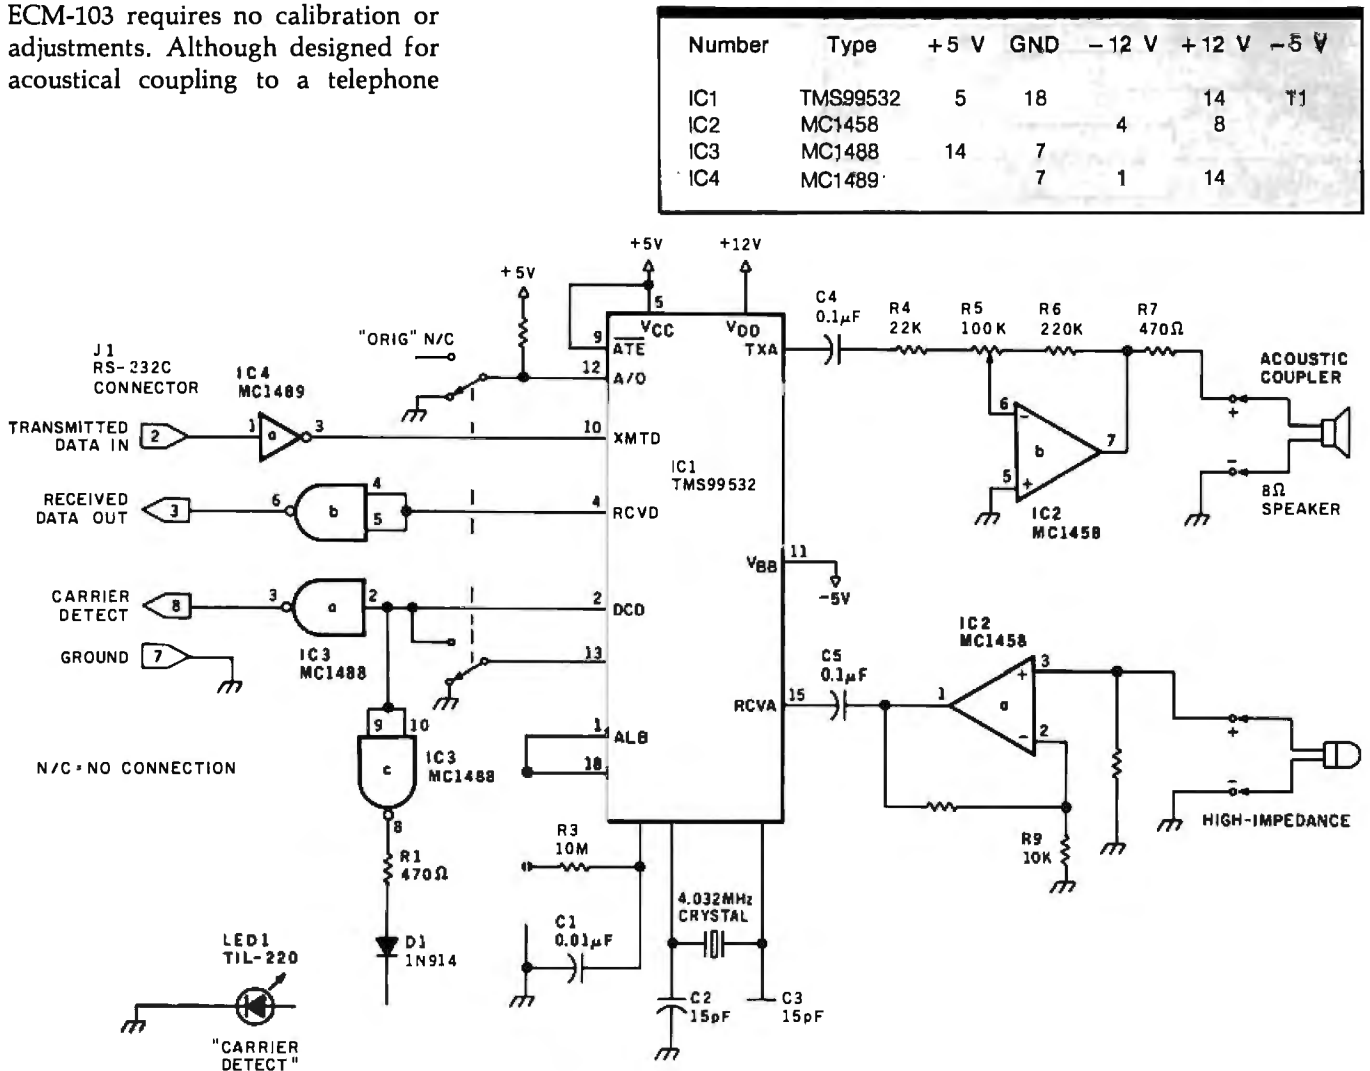 ECM-103 requires no calibration or
adjustments. Although designed for
acoustical coupling to a telephone
Number Type +5 V GND −12 V +12 V −5 V
IC1 TMS99532 5 18 14 11
IC2 MC1458 4 8
IC3 MC1488 14 7
IC4 MC1489 7 1 14
+5V
+12V
+5V
5
VCC
VDD
9
ATE
TXA
"ORIG" N/C
12
A/O
J1
RS-232C
CONNECTOR
IC4
MC1489
TRANSMITTED
DATA IN
2
1
a
3
10
XMTD
IC1
TMS99532
RECEIVED
DATA OUT
3
6
b
4
5
4
RCVD
CARRIER
DETECT
8
3
a
2
2
DCD
IC3
MC1488
GROUND
7
13
VBB
11
-5V
C4
0.1µF
R4
22K
R5
100K
R6
220K
R7
470Ω
6
−
b
7
5
+
IC2
MC1458
ACOUSTIC
COUPLER
+
−
8Ω
SPEAKER
IC2
MC1458
C5
0.1µF
RCVA
15
1
a
+
3
−
2
R9
10K
+
−
HIGH-IMPEDANCE
1
ALB
18
N/C = NO CONNECTION
9
10
c
IC3
MC1488
8
R1
470Ω
D1
1N914
LED1
TIL-220
"CARRIER
DETECT"
R3
10M
C1
0.01µF
4.032MHz
CRYSTAL
C2
15pF
C3
15pF